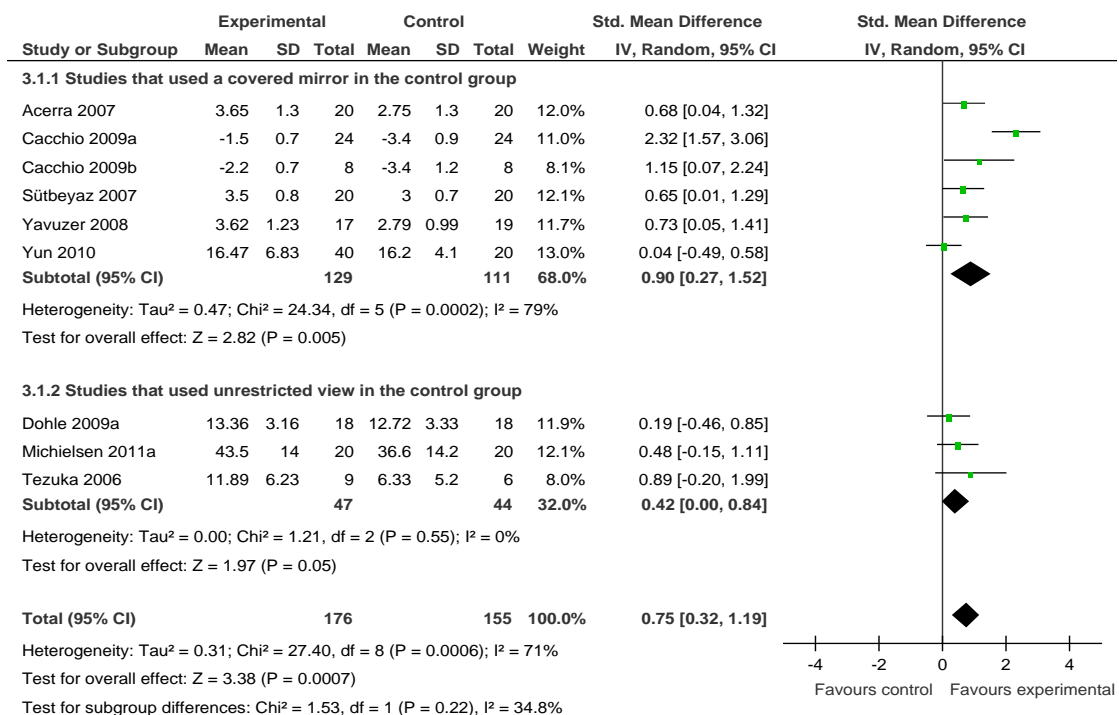 Experimental Control Std. Mean Difference Std. Mean Difference
Study or Subgroup Mean SD Total Mean SD Total Weight IV, Random, 95% CI IV, Random, 95% CI
3.1.1 Studies that used a covered mirror in the control group
Acerra 2007 3.65 1.3 20 2.75 1.3 20 12.0% 0.68 [0.04, 1.32]
Cacchio 2009a -1.5 0.7 24 -3.4 0.9 24 11.0% 2.32 [1.57, 3.06]
Cacchio 2009b -2.2 0.7 8 -3.4 1.2 8 8.1% 1.15 [0.07, 2.24]
Sütbeyaz 2007 3.5 0.8 20 3 0.7 20 12.1% 0.65 [0.01, 1.29]
Yavuzer 2008 3.62 1.23 17 2.79 0.99 19 11.7% 0.73 [0.05, 1.41]
Yun 2010 16.47 6.83 40 16.2 4.1 20 13.0% 0.04 [-0.49, 0.58]
Subtotal (95% CI) 129 111 68.0% 0.90 [0.27, 1.52]
Heterogeneity: Tau² = 0.47; Chi² = 24.34, df = 5 (P = 0.0002); I² = 79%
Test for overall effect: Z = 2.82 (P = 0.005)
3.1.2 Studies that used unrestricted view in the control group
Dohle 2009a 13.36 3.16 18 12.72 3.33 18 11.9% 0.19 [-0.46, 0.85]
Michielsen 2011a 43.5 14 20 36.6 14.2 20 12.1% 0.48 [-0.15, 1.11]
Tezuka 2006 11.89 6.23 9 6.33 5.2 6 8.0% 0.89 [-0.20, 1.99]
Subtotal (95% CI) 47 44 32.0% 0.42 [0.00, 0.84]
Heterogeneity: Tau² = 0.00; Chi² = 1.21, df = 2 (P = 0.55); I² = 0%
Test for overall effect: Z = 1.97 (P = 0.05)
Total (95% CI) 176 155 100.0% 0.75 [0.32, 1.19]
Heterogeneity: Tau² = 0.31; Chi² = 27.40, df = 8 (P = 0.0006); I² = 71%
Test for overall effect: Z = 3.38 (P = 0.0007)
Test for subgroup differences: Chi² = 1.53, df = 1 (P = 0.22), I² = 34.8%
-4 -2 0 2 4
Favours control Favours experimental